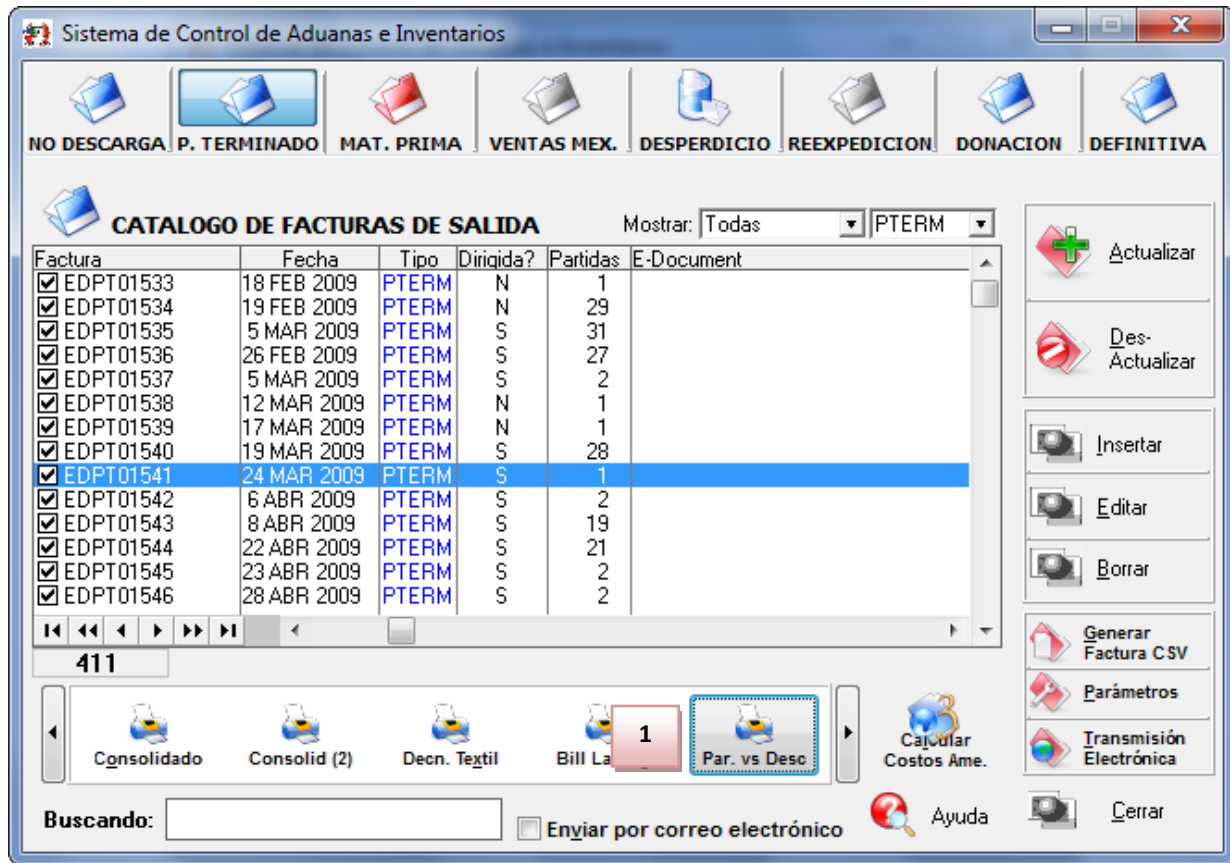 Sistema de Control de Aduanas e Inventarios
X
NO DESCARGA P. TERMINADO MAT. PRIMA VENTAS MEX. DESPERDICIO REEXPEDICION DONACION DEFINITIVA
CATALOGO DE FACTURAS DE SALIDA Mostrar: Todas PTERM
Factura Fecha Tipo Dirigida? Partidas E-Document
EDPT01533 18 FEB 2009 PTERM N 1
EDPT01534 19 FEB 2009 PTERM N 29
EDPT01535 5 MAR 2009 PTERM S 31
EDPT01536 26 FEB 2009 PTERM S 27
EDPT01537 5 MAR 2009 PTERM S 2
EDPT01538 12 MAR 2009 PTERM N 1
EDPT01539 17 MAR 2009 PTERM N 1
EDPT01540 19 MAR 2009 PTERM S 28
EDPT01541 24 MAR 2009 PTERM S 1
EDPT01542 6 ABR 2009 PTERM S 2
EDPT01543 8 ABR 2009 PTERM S 19
EDPT01544 22 ABR 2009 PTERM S 21
EDPT01545 23 ABR 2009 PTERM S 2
EDPT01546 28 ABR 2009 PTERM S 2
411
Actualizar
Des-
Actualizar
Insertar
Editar
Borrar
Generar
Factura CSV
Parámetros
Transmisión
Electrónica
Consolidado Consolid (2) Decn. Textil Bill La 1 Par. vs Desc
Calcular
Costos Ame.
Buscando: Enviar por correo electrónico Ayuda Cerrar